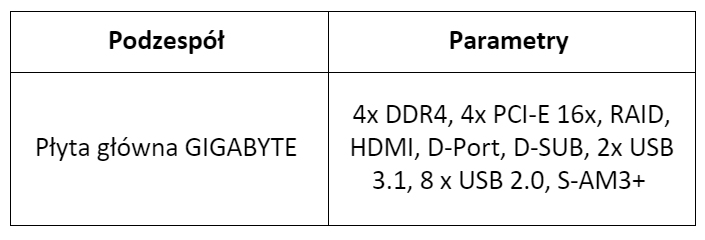 Podzespół
Parametry
Płyta główna GIGABYTE
4x DDR4, 4x PCI-E 16x, RAID,
HDMI, D-Port, D-SUB, 2x USB
3.1, 8 x USB 2.0, S-AM3+